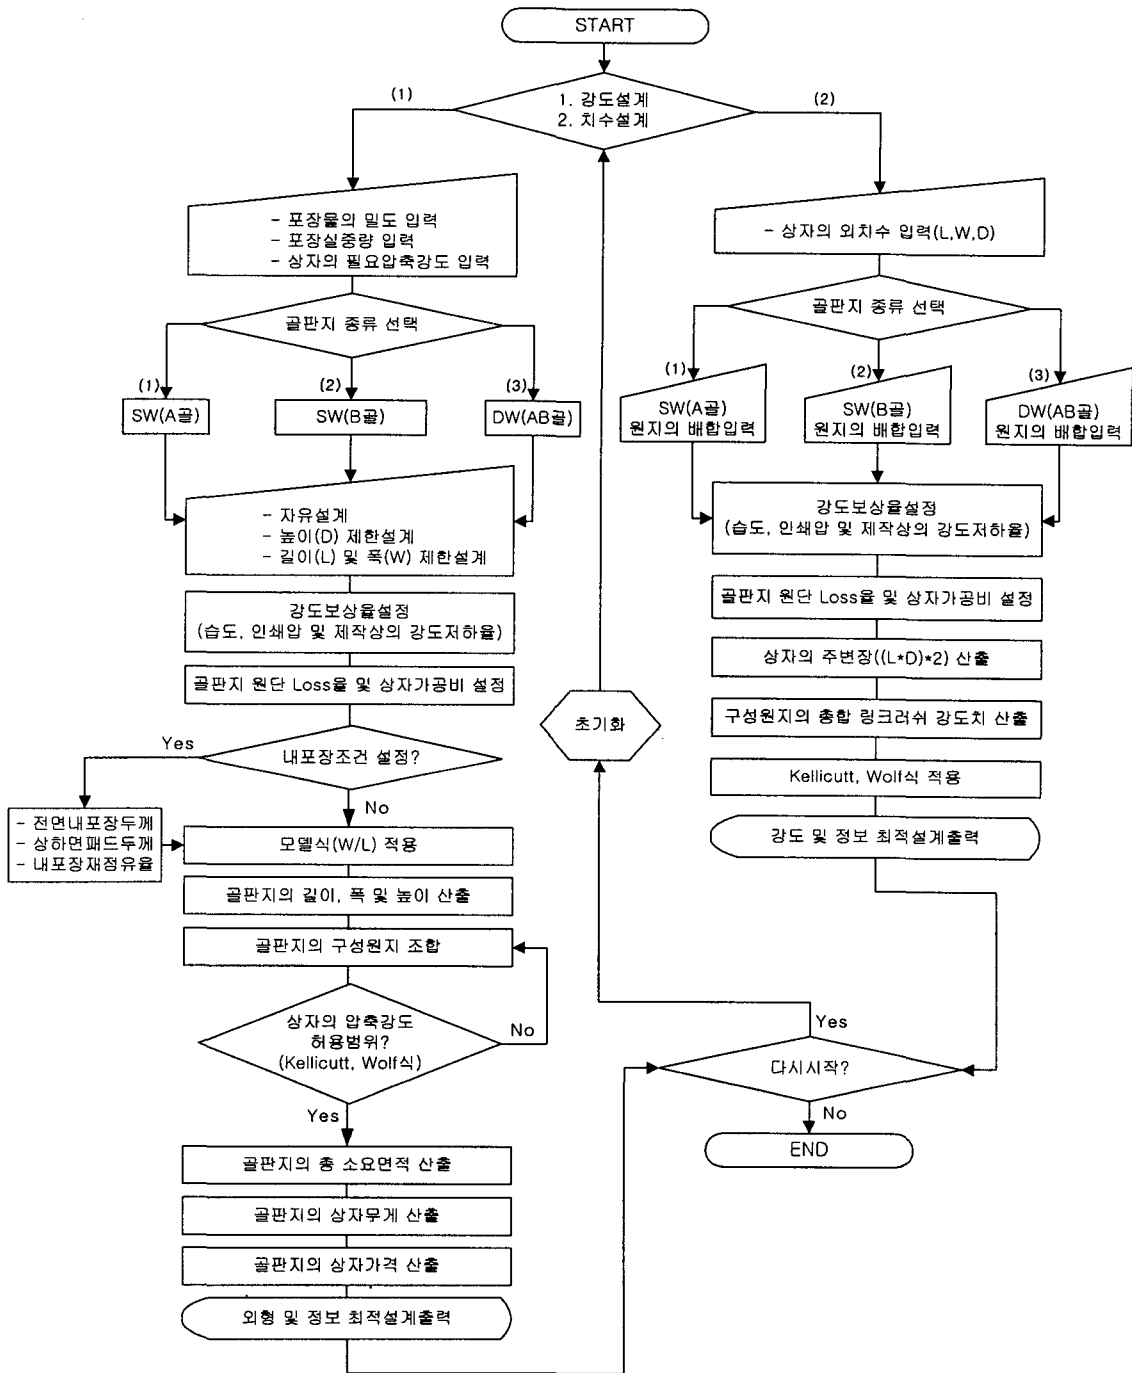 START
(1)
1. 강도설계
2. 치수설계
(2)
- 포장물의 밀도 입력
- 포장실중량 입력
- 상자의 필요압축강도 입력
골판지 종류 선택
(1)
(2)
(3)
SW(A골)
SW(B골)
DW(AB골)
- 자유설계
- 높이(D) 제한설계
- 길이(L) 및 폭(W) 제한설계
강도보상율설정
(습도, 인쇄압 및 제작상의 강도저하율)
골판지 원단 Loss율 및 상자가공비 설정
Yes
내포장조건 설정?
No
- 전면내포장두께
- 상하면패드두께
- 내포장재점유율
모델식(W/L) 적용
골판지의 길이, 폭 및 높이 산출
골판지의 구성원지 조합
상자의 압축강도
허용범위?
(Kellicutt, Wolf식)
No
Yes
골판지의 총 소요면적 산출
골판지의 상자무게 산출
골판지의 상자가격 산출
외형 및 정보 최적설계출력
- 상자의 외치수 입력(L,W,D)
골판지 종류 선택
(1)
(2)
(3)
SW(A골)
원지의 배합입력
SW(B골)
원지의 배합입력
DW(AB골)
원지의 배합입력
강도보상율설정
(습도, 인쇄압 및 제작상의 강도저하율)
골판지 원단 Loss율 및 상자가공비 설정
상자의 주변장((L*D)*2) 산출
구성원지의 총합 링크러쉬 강도치 산출
Kellicutt, Wolf식 적용
강도 및 정보 최적설계출력
초기화
Yes
다시시작?
No
END